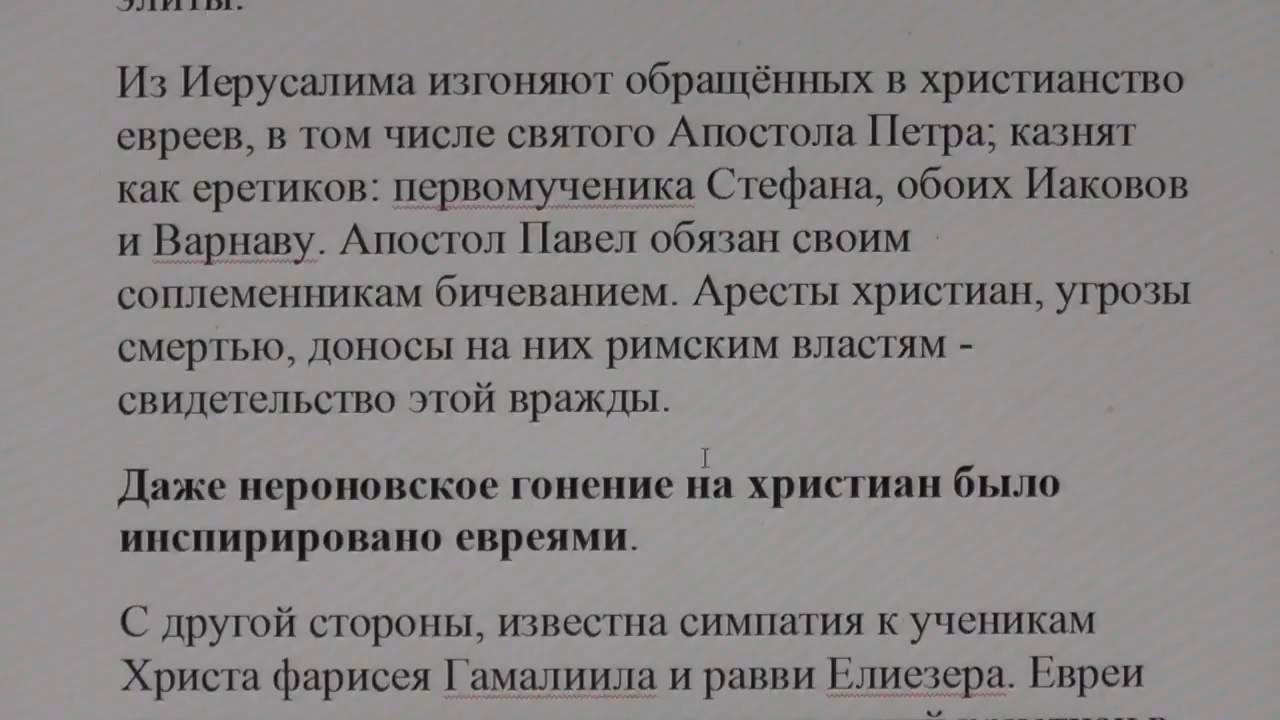 элиты.
Из Иерусалима изгоняют обращённых в христианство
евреев, в том числе святого Апостола Петра; казнят
как еретиков: первомученика Стефана, обоих Иаковов
и Варнаву. Апостол Павел обязан своим
соплеменникам бичеванием. Аресты христиан, угрозы
смертью, доносы на них римским властям -
свидетельство этой вражды.
Даже нероновское гонение на христиан было
инспирировано евреями.
С другой стороны, известна симпатия к ученикам
Христа фарисея Гамалиила и равви Елиезера. Евреи